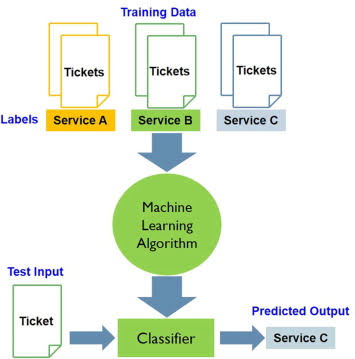 Training Data
Tickets
Tickets
Tickets
Labels
Service A
Service B
Service C
Machine
Learning
Algorithm
Test Input
Ticket
Classifier
Predicted Output
Service C